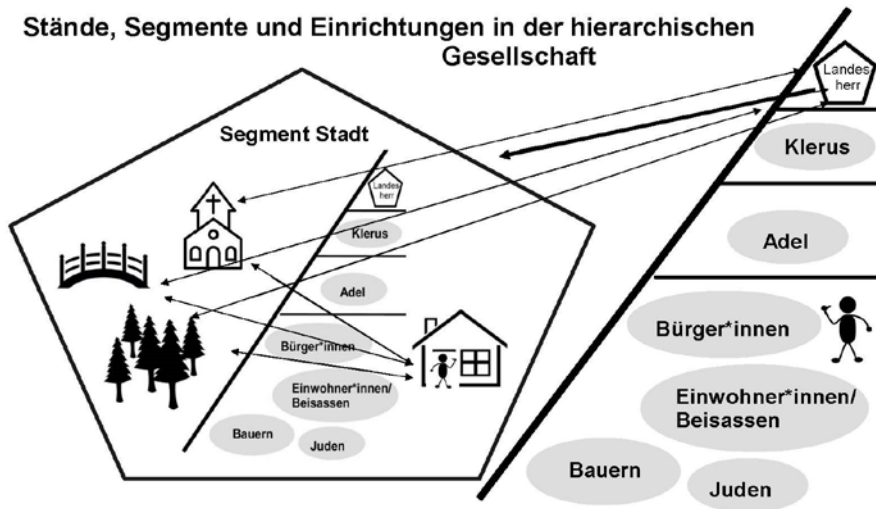 Stände, Segmente und Einrichtungen in der hierarchischen
Gesellschaft
Segment Stadt
Landes
herr
Klerus
Adel
Bürger*innen
Einwohner*innen/
Beisassen
Bauern
Juden
Landes
herr
Klerus
Adel
Bürger*innen
Einwohner*innen/
Beisassen
Bauern
Juden